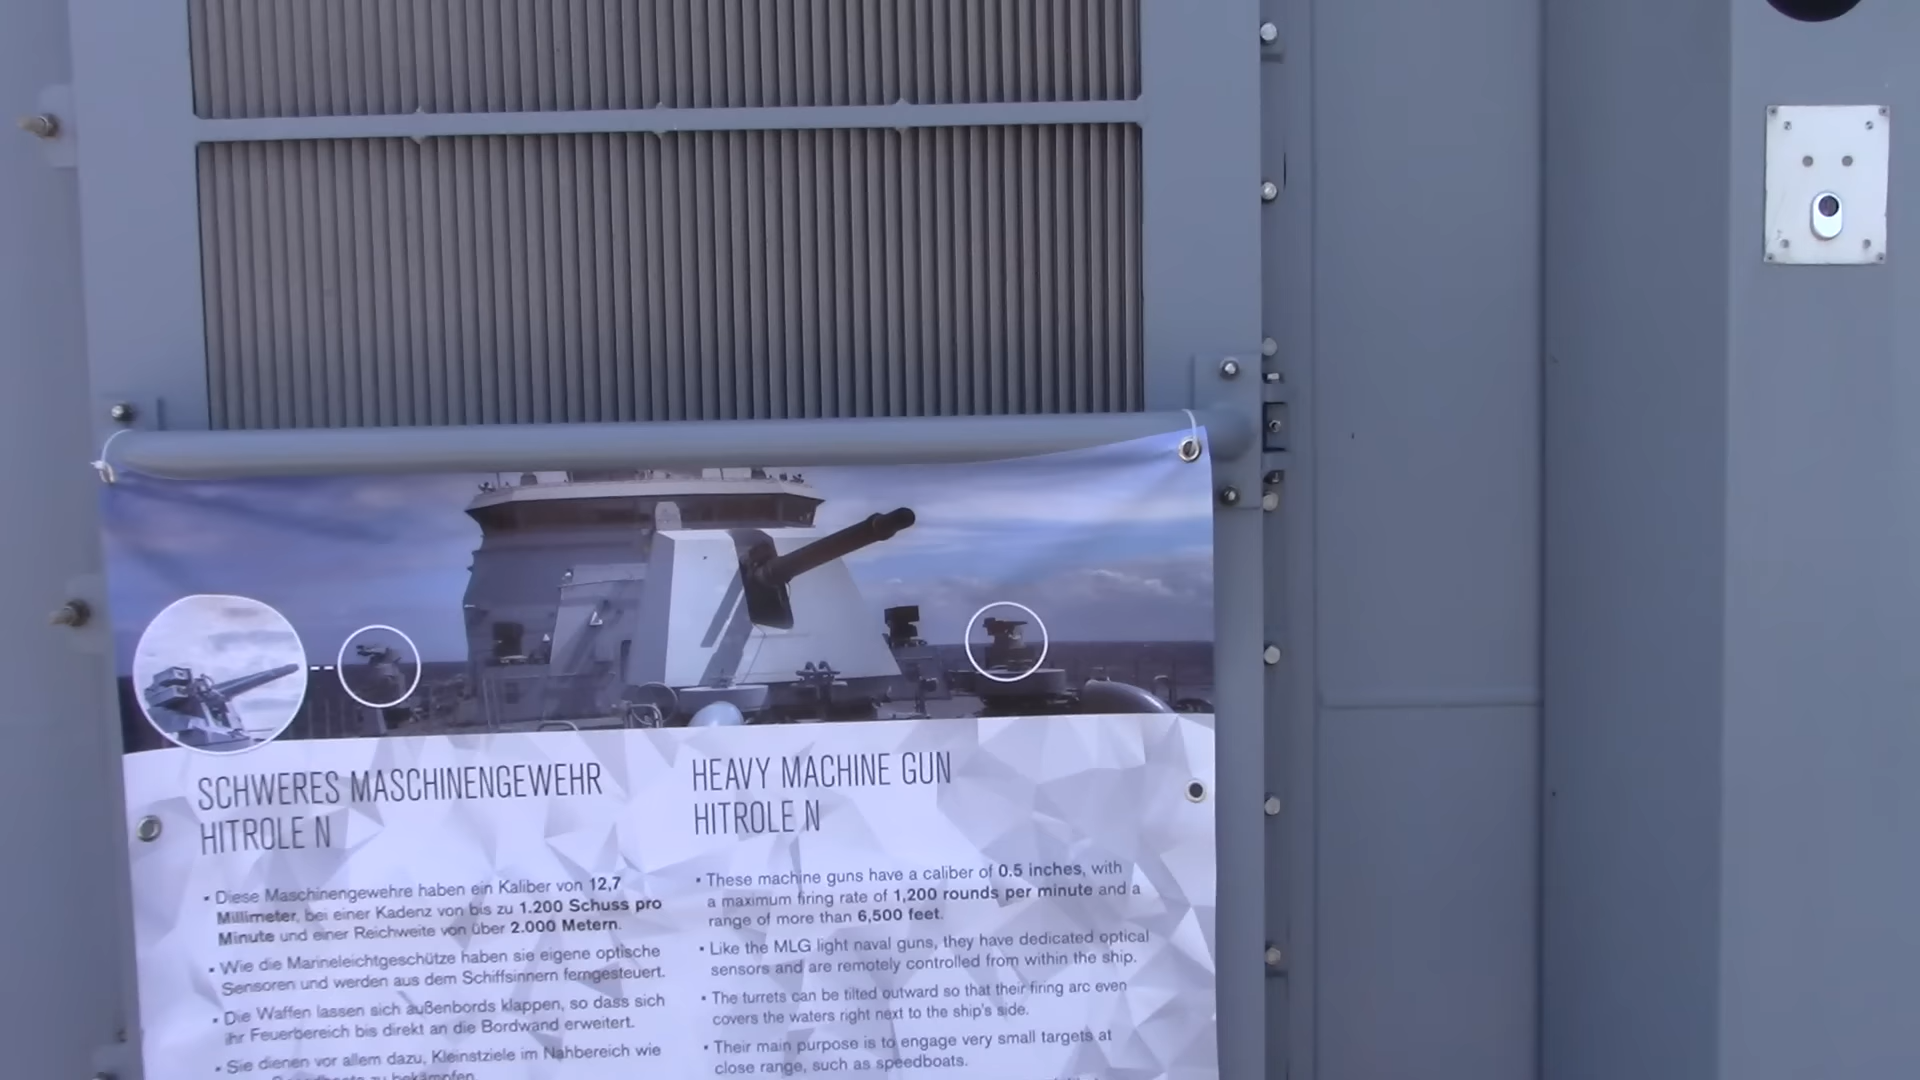 SCHWERES MASCHINENGEWEHR
HITROLE N
• Diese Maschinengewehre haben ein Kaliber von 12,7
Millimeter, bei einer Kadenz von bis zu 1.200 Schuss pro
Minute und einer Reichweite von über 2.000 Metern.
• Wie die Marineleichtgeschütze haben sie eigene optische
Sensoren und werden aus dem Schiffsinnern ferngesteuert.
• Die Waffen lassen sich außenbords klappen, so dass sich
ihr Feuerbereich bis direkt an die Bordwand erweitert.
• Sie dienen vor allem dazu, Kleinstziele im Nahbereich wie
zu bekämpfen.
HEAVY MACHINE GUN
HITROLE N
• These machine guns have a caliber of 0.5 inches, with
a maximum firing rate of 1,200 rounds per minute and a
range of more than 6,500 feet.
• Like the MLG light naval guns, they have dedicated optical
sensors and are remotely controlled from within the ship.
• The turrets can be tilted outward so that their firing arc even
covers the waters right next to the ship's side.
• Their main purpose is to engage very small targets at
close range, such as speedboats.